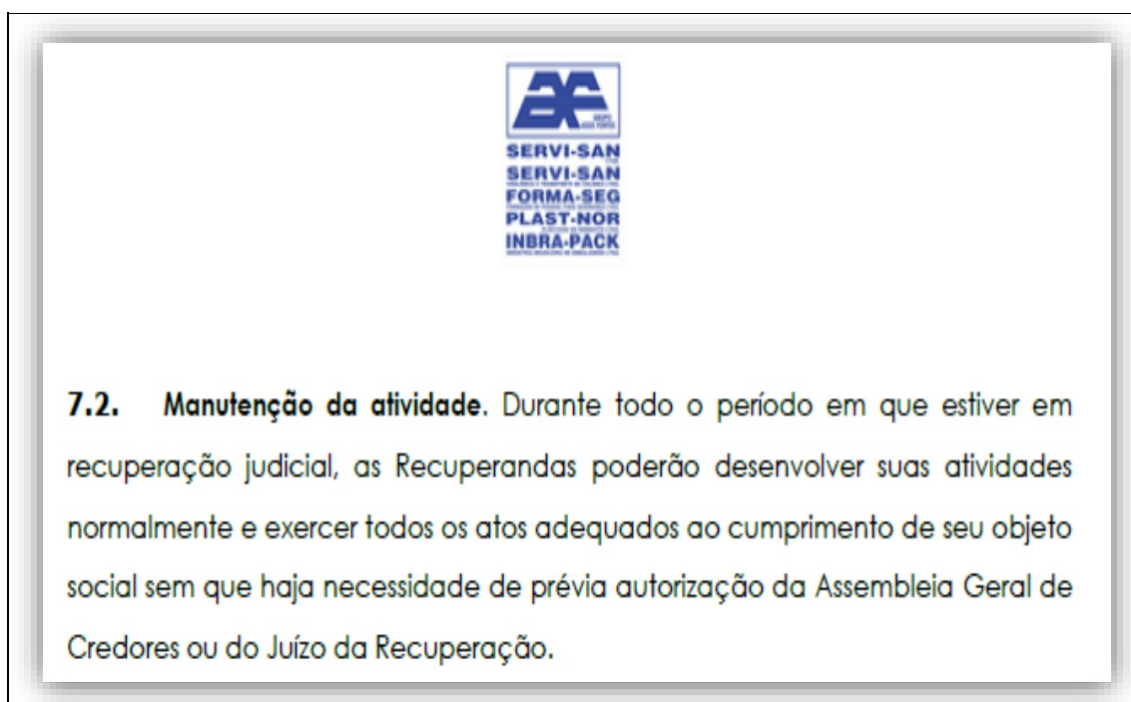 SERVI-SAN
SERVI-SAN
FORMA-SEG
PLAST-NOR
INBRA-PACK
7.2. Manutenção da atividade. Durante todo o período em que estiver em
recuperação judicial, as Recuperandas poderão desenvolver suas atividades
normalmente e exercer todos os atos adequados ao cumprimento de seu objeto
social sem que haja necessidade de prévia autorização da Assembleia Geral de
Credores ou do Juízo da Recuperação.